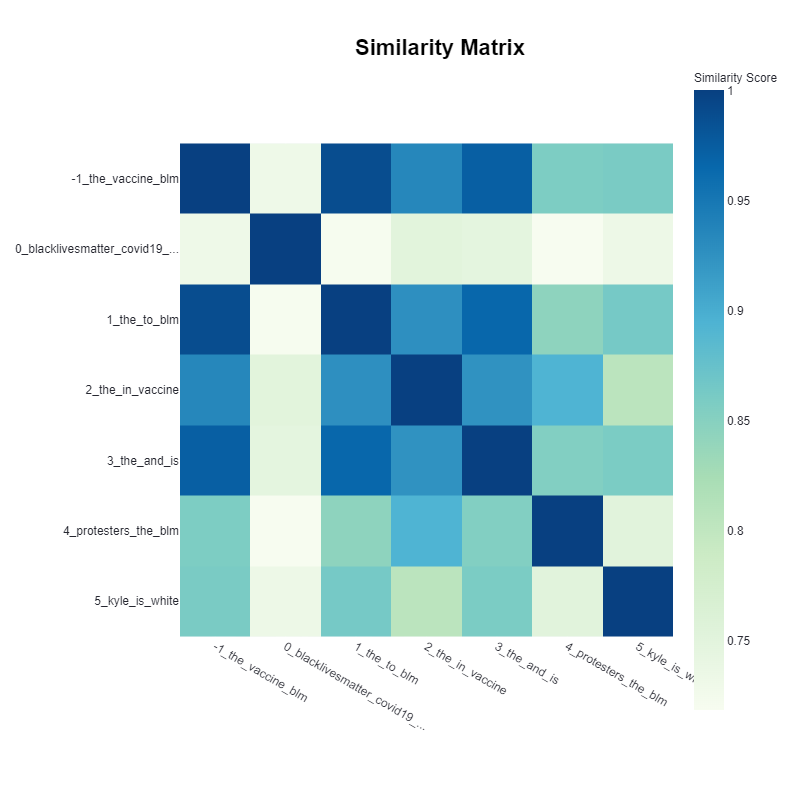 Similarity Matrix
Similarity Score
1
0.95
0.9
0.85
0.8
0.75
-1_the_vaccine_blm
0_blacklivesmatter_covid19_...
1_the_to_blm
2_the_in_vaccine
3_the_and_is
4_protesters_the_blm
5_kyle_is_white
-1_the_vaccine_blm
0_blacklivesmatter_covid19_...
1_the_to_blm
2_the_in_vaccine
3_the_and_is
4_protesters_the_blm
5_kyle_is_w